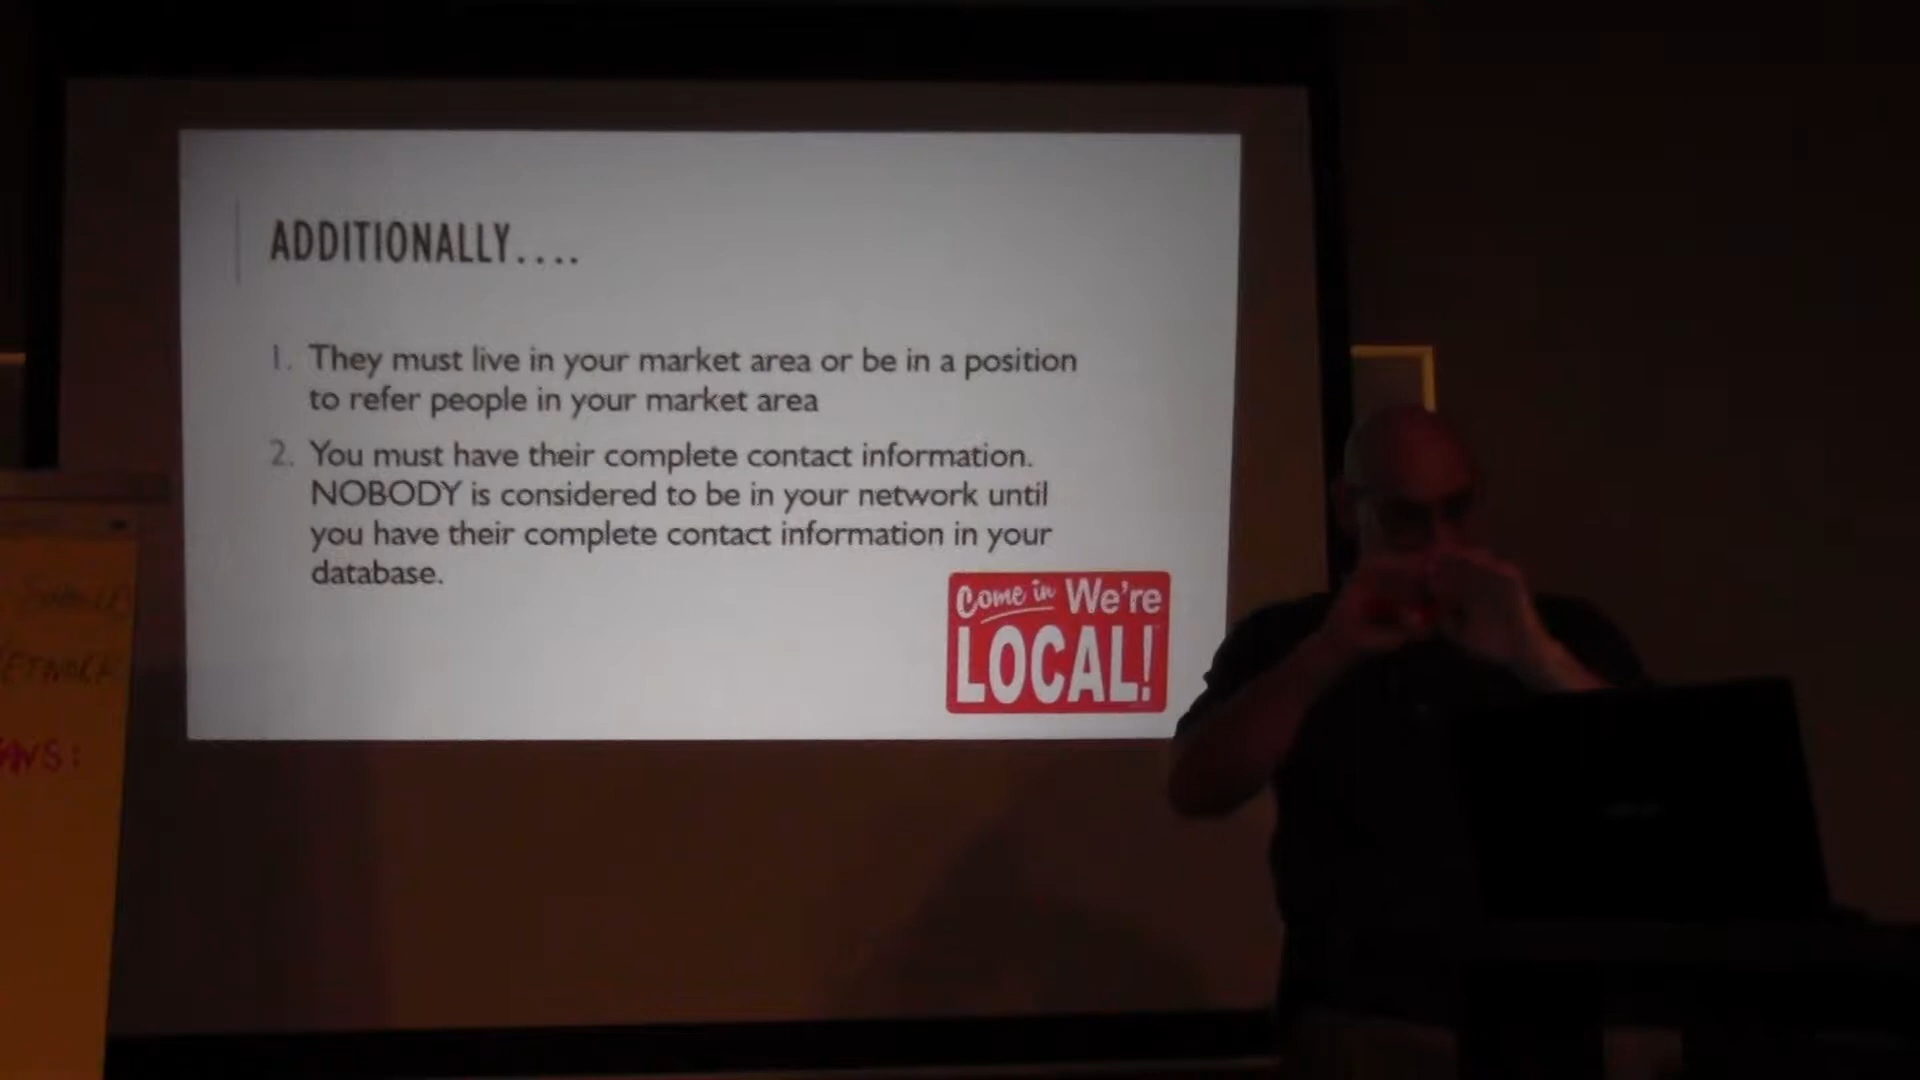 ADDITIONALLY....
1. They must live in your market area or be in a position
to refer people in your market area
2. You must have their complete contact information.
NOBODY is considered to be in your network until
you have their complete contact information in your
database.
Come in We're
LOCAL!